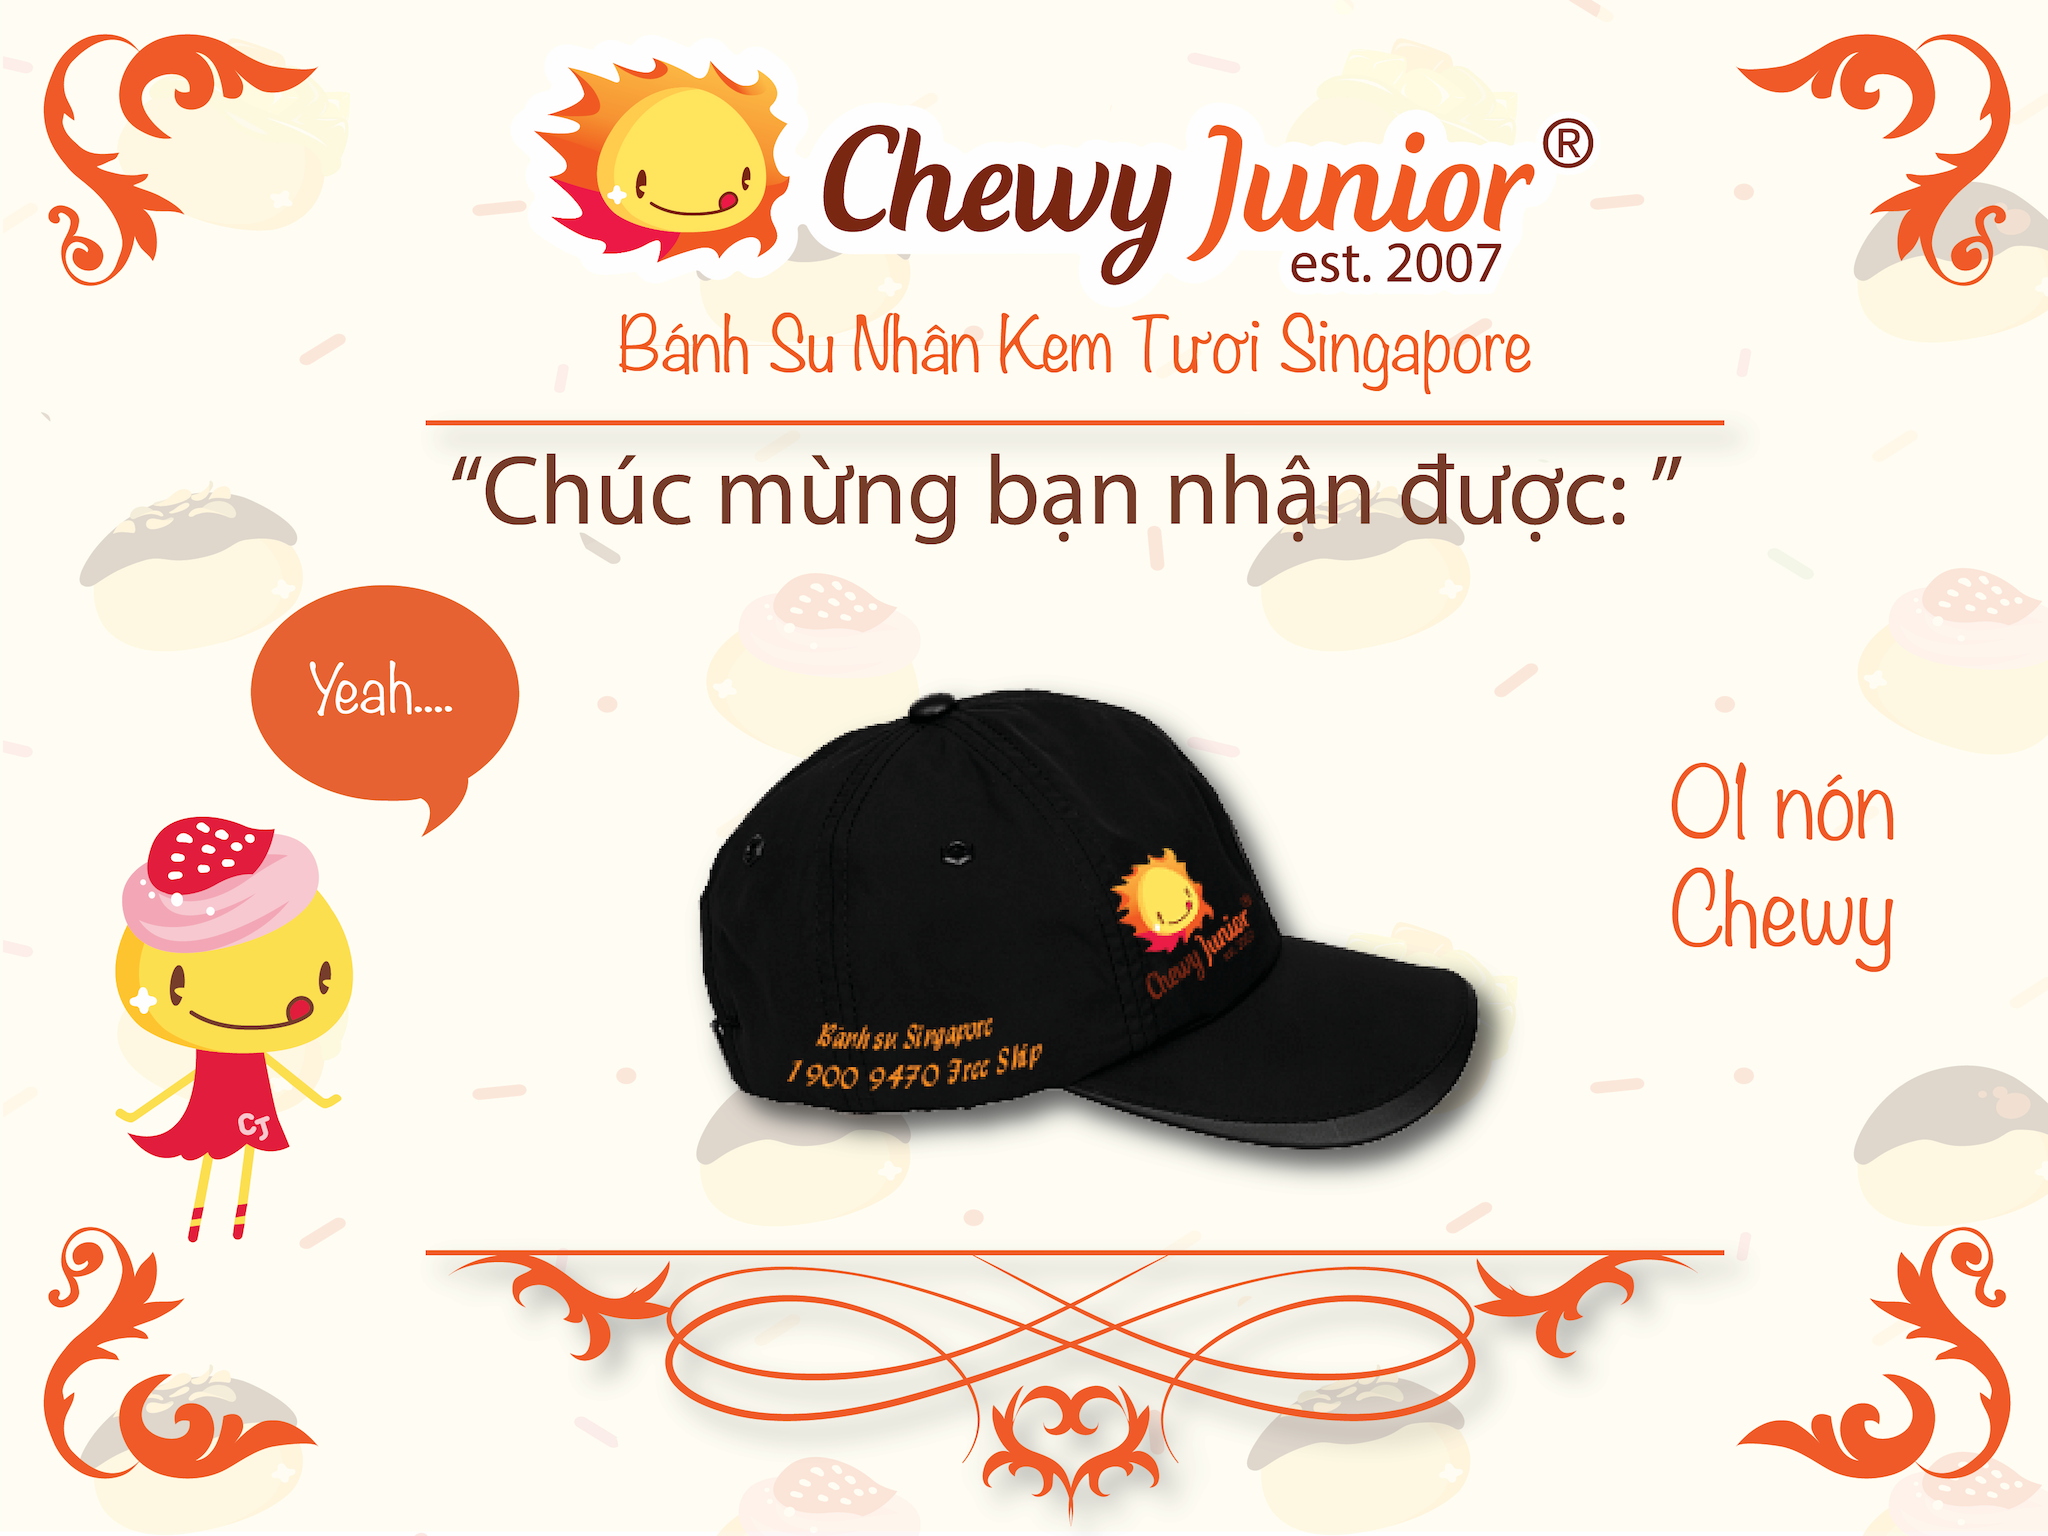 Chewy Junior®
est. 2007
Bánh Su Nhân Kem Tươi Singapore
“Chúc mừng bạn nhận được: ”
Yeah....
01 nón
Chewy
Chewy Junior®
Bánh su Singapore
1900 9470 Free Ship
CJ